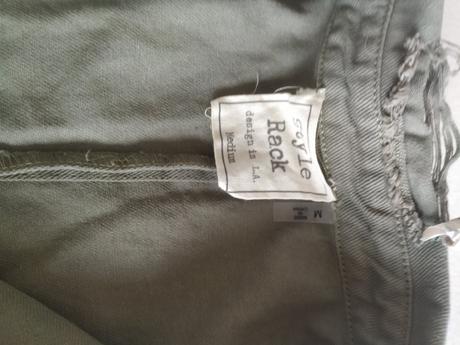 Style
Rack
design in L.A.
Medium
M